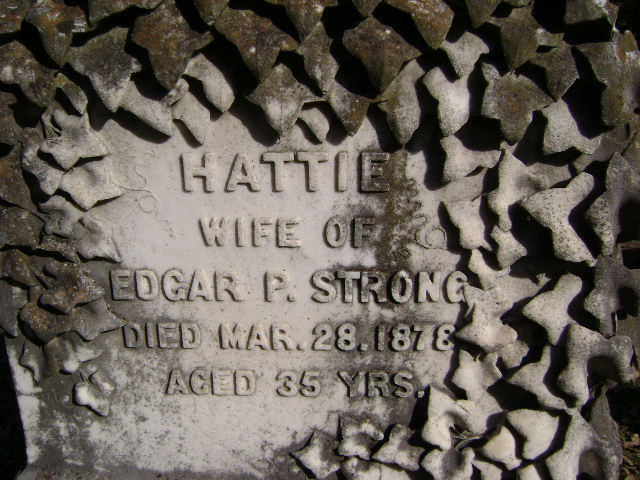 HATTIE
WIFE OF
EDGAR P. STRONG
DIED MAR. 28. 1878
AGED 35 YRS.